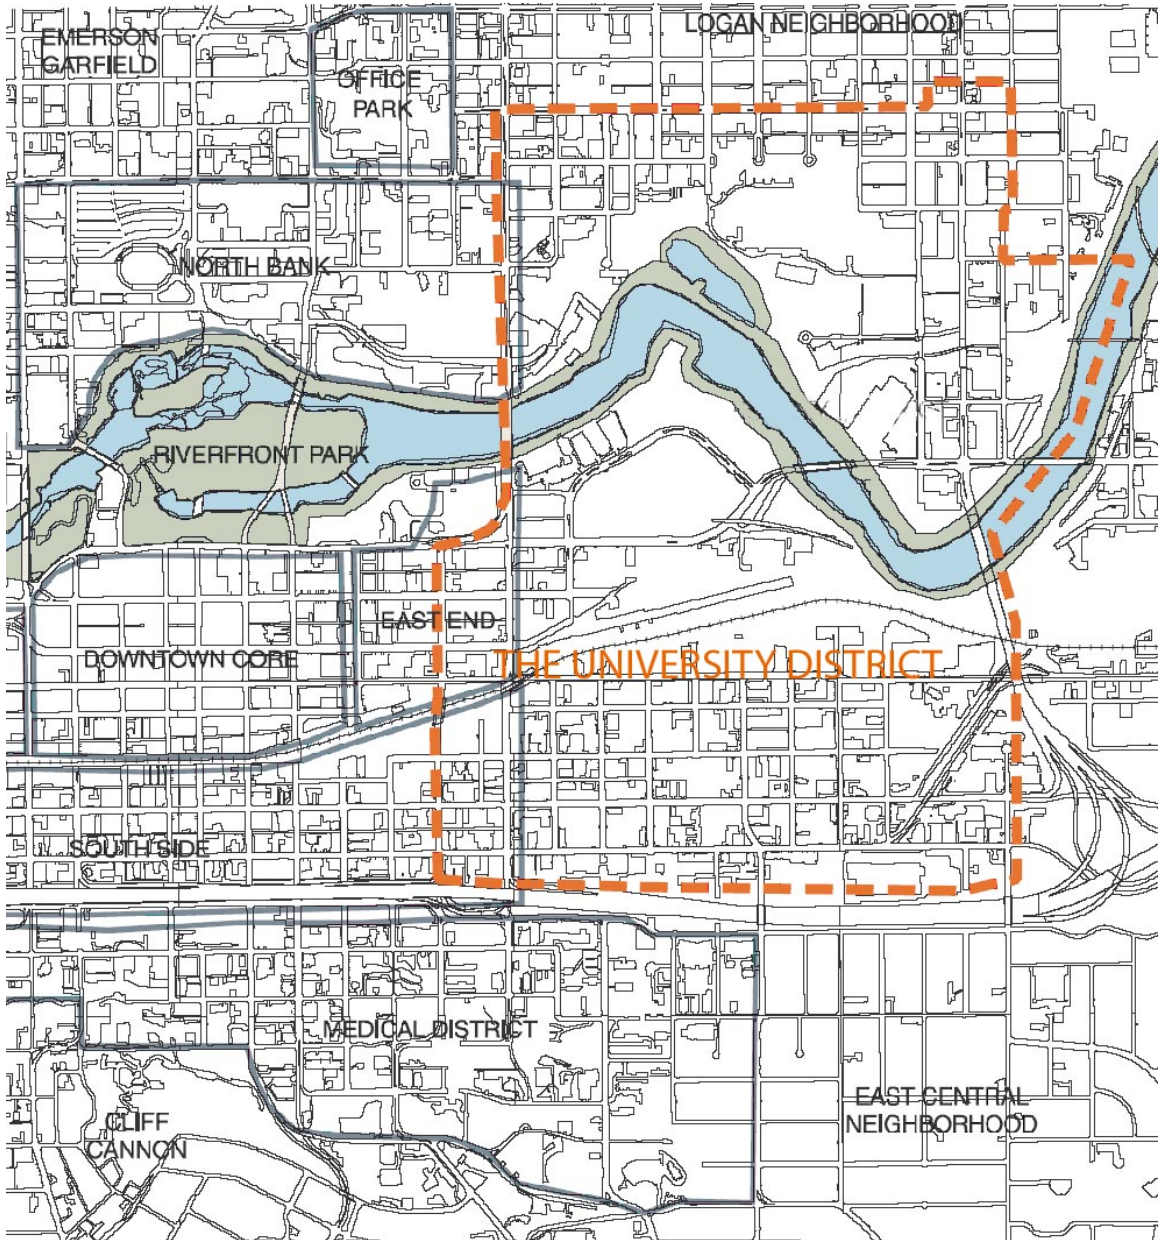 LOGAN NEIGHBORHOOD
EMERSON
GARFIELD
OFFICE
PARK
NORTH BANK
RIVERFRONT PARK
EAST END
DOWNTOWN CORE
THE UNIVERSITY DISTRICT
SOUTH SIDE
MEDICAL DISTRICT
EAST CENTRAL
NEIGHBORHOOD
CLIFF
CANNON